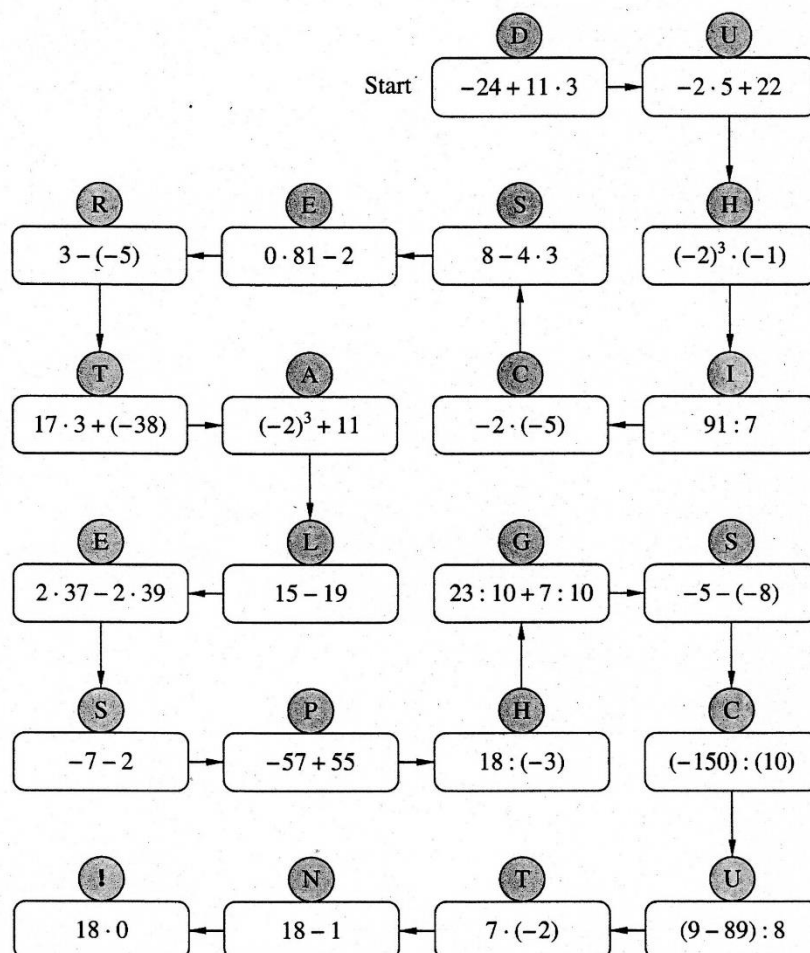 D U
Start −24 + 11 · 3 −2 · 5 + 22
R E S H
3 − (−5) 0 · 81 − 2 8 − 4 · 3 (−2)³ · (−1)
T A C I
17 · 3 + (−38) (−2)³ + 11 −2 · (−5) 91 : 7
E L G S
2 · 37 − 2 · 39 15 − 19 23 : 10 + 7 : 10 −5 − (−8)
S P H C
−7 − 2 −57 + 55 18 : (−3) (−150) : (10)
! N T U
18 · 0 18 − 1 7 · (−2) (9 − 89) : 8